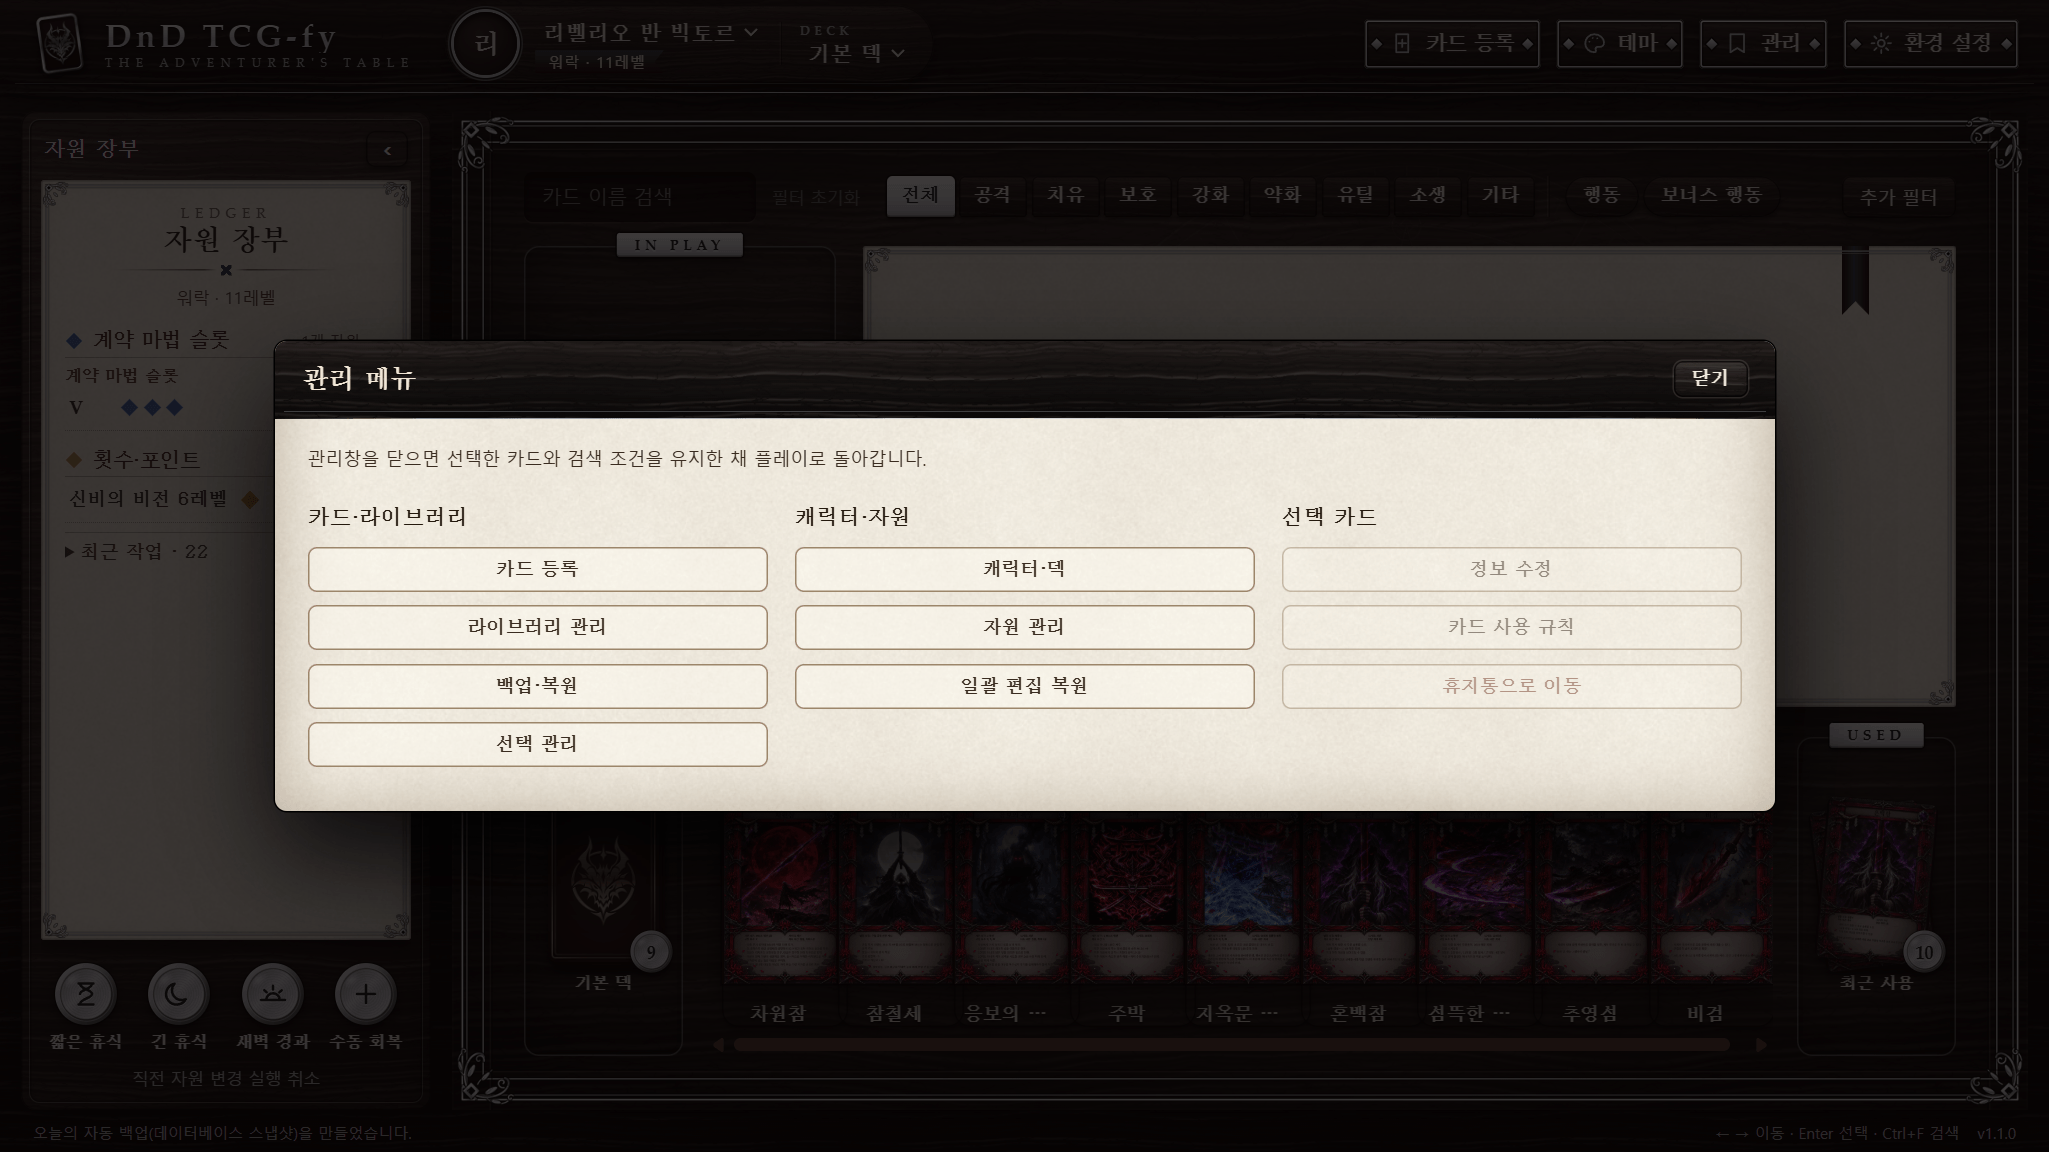 DnD TCG-fy
THE ADVENTURER'S TABLE
리
리벨리오 반 빅토르
워락 · 11레벨
DECK
기본 덱
카드 등록
테마
관리
환경 설정
자원 장부
LEDGER
자원 장부
워락 · 11레벨
계약 마법 슬롯
계약 마법 슬롯
V
횟수·포인트
신비의 비전 6레벨
최근 작업 · 22
짧은 휴식
긴 휴식
새벽 경과
수동 회복
직전 자원 변경 실행 취소
카드 이름 검색
필터 초기화
전체
공격
치유
보호
강화
약화
유틸
소생
기타
행동
보너스 행동
추가 필터
IN PLAY
관리 메뉴
닫기
관리창을 닫으면 선택한 카드와 검색 조건을 유지한 채 플레이로 돌아갑니다.
카드·라이브러리
카드 등록
라이브러리 관리
백업·복원
선택 관리
캐릭터·자원
캐릭터·덱
자원 관리
일괄 편집 복원
선택 카드
정보 수정
카드 사용 규칙
휴지통으로 이동
USED
9
기본 덱
차원참
참철세
응보의 ···
주박
지옥문 ···
혼백참
섬뜩한 ···
추영섬
비검
10
최근 사용
오늘의 자동 백업(데이터베이스 스냅샷)을 만들었습니다.
← → 이동 · Enter 선택 · Ctrl+F 검색
v1.1.0